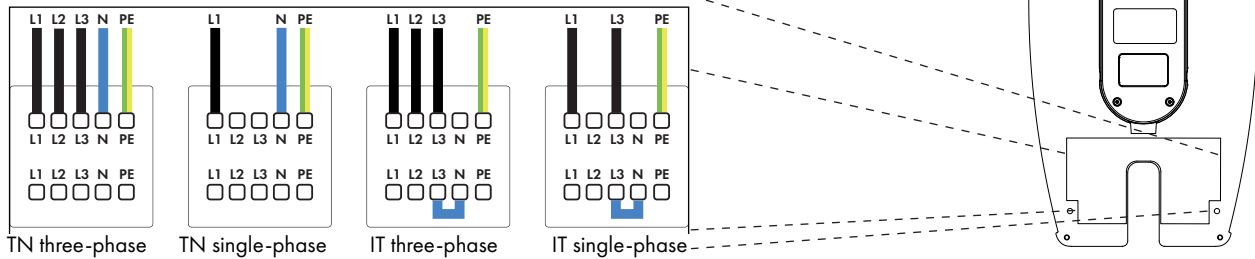 L1 L2 L3 N PE L1 N PE L1 L2 L3 PE L1 L3 PE
L1 L2 L3 N PE L1 L2 L3 N PE L1 L2 L3 N PE L1 L2 L3 N PE
L1 L2 L3 N PE L1 L2 L3 N PE L1 L2 L3 N PE L1 L2 L3 N PE
TN three-phase TN single-phase IT three-phase IT single-phase